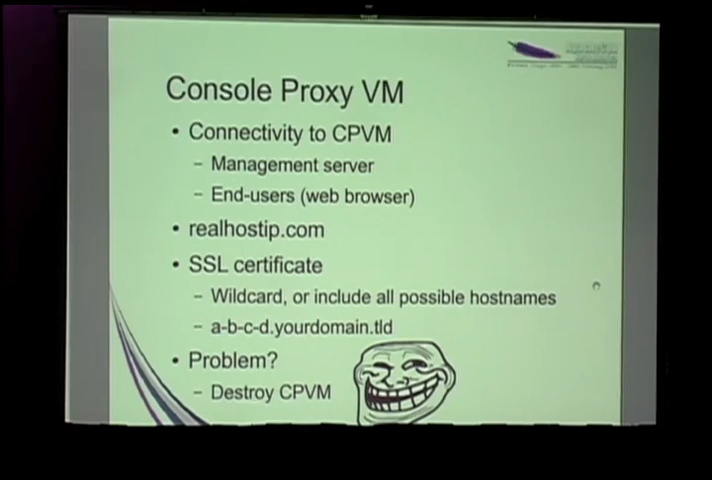 Console Proxy VM
• Connectivity to CPVM
– Management server
– End-users (web browser)
• realhostip.com
• SSL certificate
– Wildcard, or include all possible hostnames
– a-b-c-d.yourdomain.tld
• Problem?
– Destroy CPVM